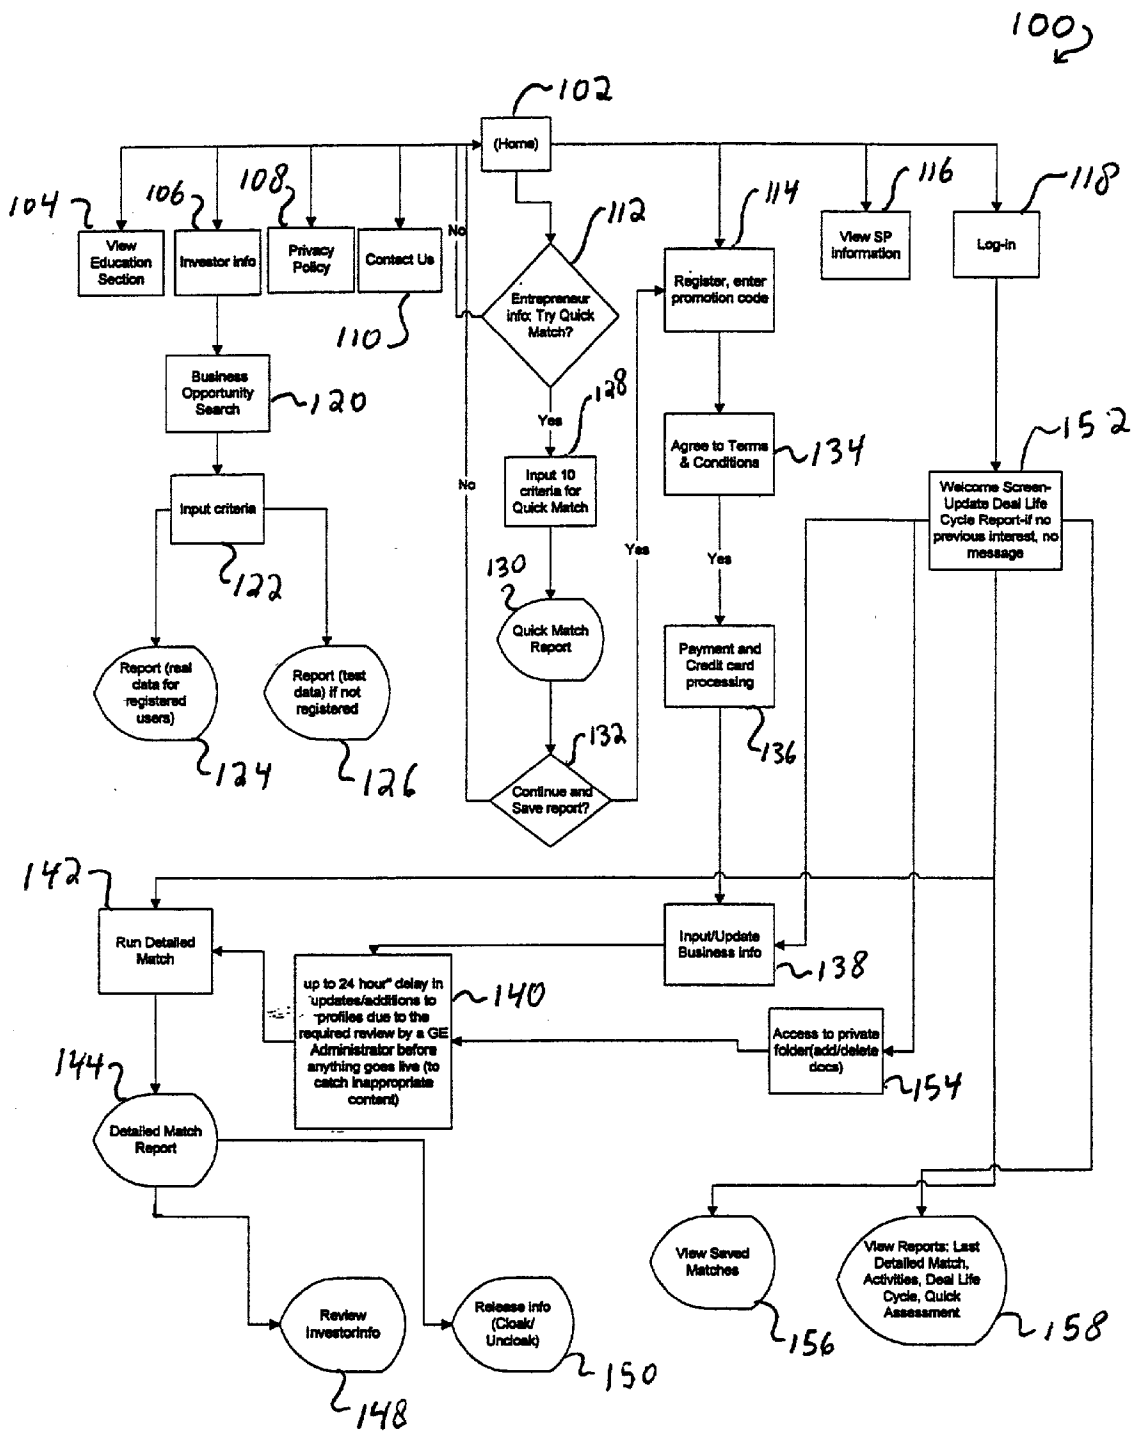 100
102
(Home)
104
106
108
112
114
116
118
No
View
Education
Section
Investor info
Privacy
Policy
Contact Us
110
Entrepreneur
info: Try Quick
Match?
Register, enter
promotion code
View SP
information
Log-in
Business
Opportunity
Search
120
128
Yes
Agree to Terms
& Conditions
134
152
Input criteria
122
No
Input 10
criteria for
Quick Match
Yes
Yes
Welcome Screen-
Update Deal Life
Cycle Report-if no
previous interest, no
message
130
Quick Match
Report
Report (real
data for
registered
users)
124
Report (test
data) if not
registered
126
Payment and
Credit card
processing
136
132
Continue and
Save report?
142
Run Detailed
Match
Input/Update
Business info
138
up to 24 hour" delay in
updates/additions to
profiles due to the
required review by a GE
Administrator before
anything goes live (to
catch inappropriate
content)
140
Access to private
folder(add/delete
docs)
154
144
Detailed Match
Report
View Saved
Matches
156
View Reports: Last
Detailed Match,
Activities, Deal Life
Cycle, Quick
Assessment
158
Review
InvestorInfo
148
Release info
(Cloak/
Uncloak)
150